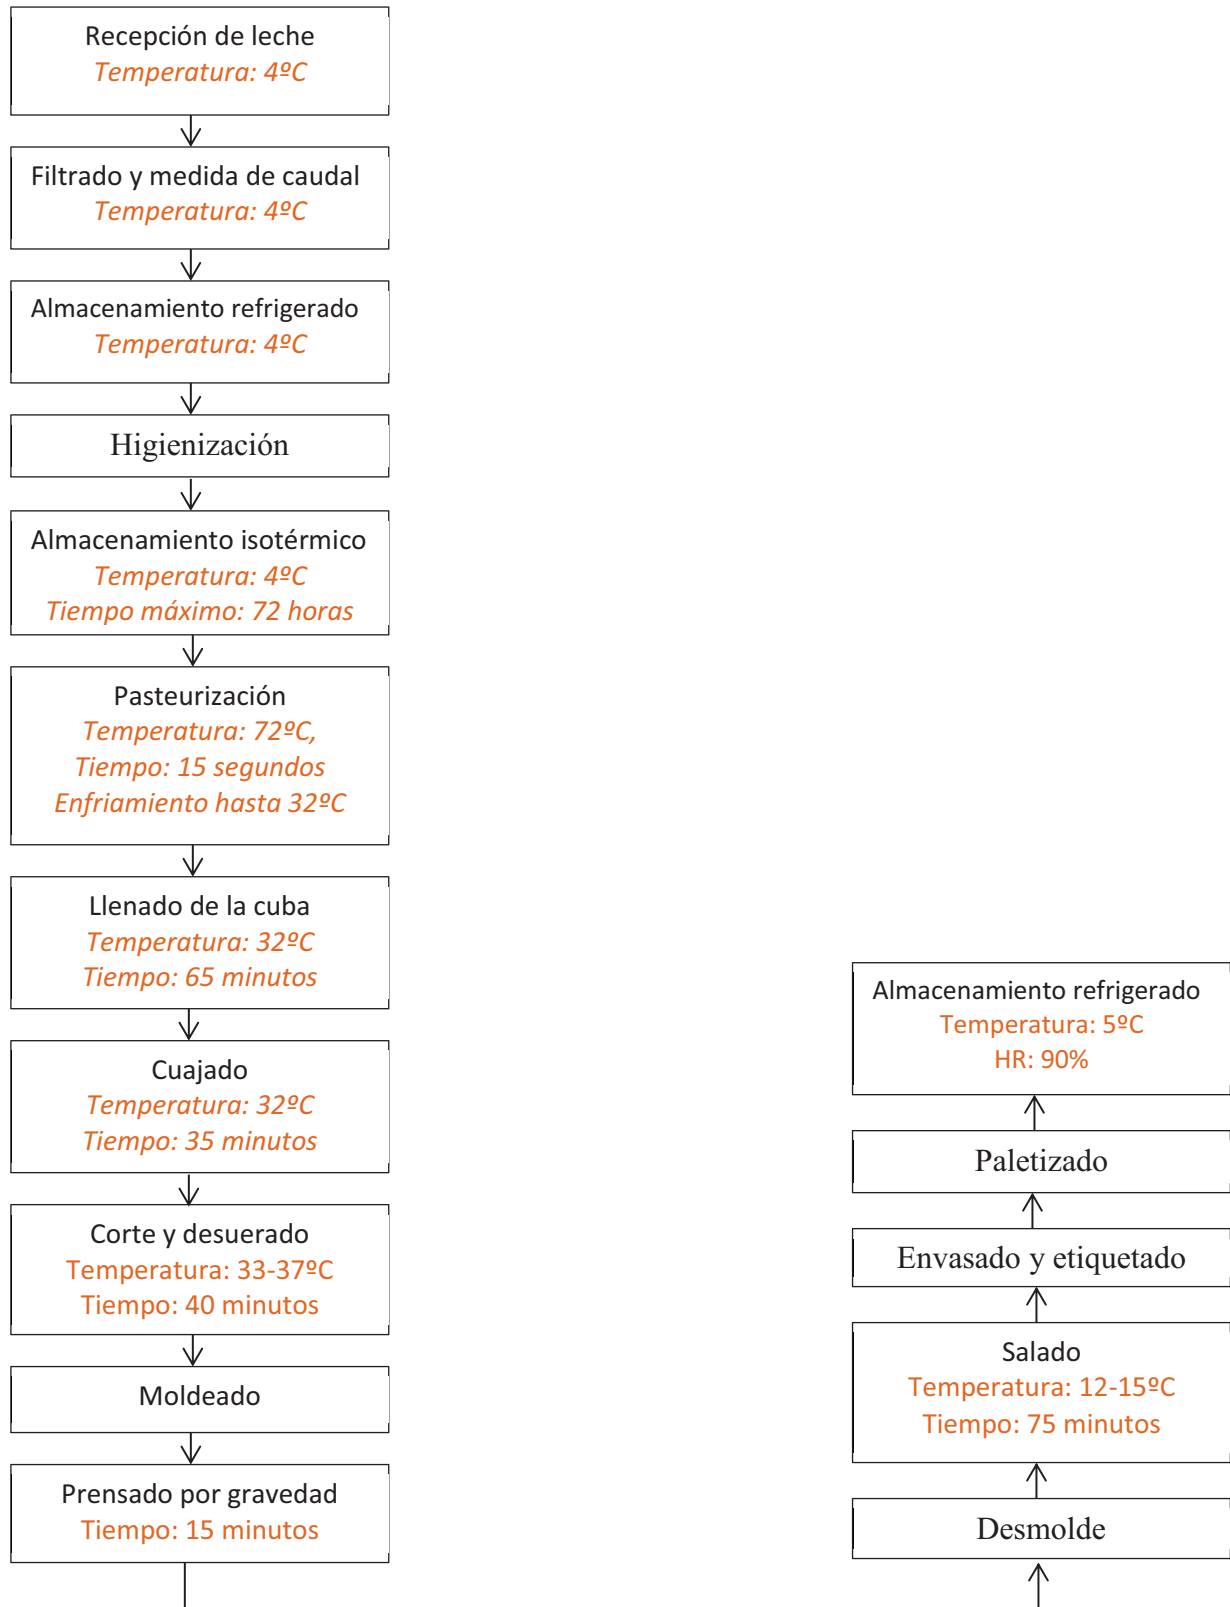 Recepción de leche
Temperatura: 4ºC
Filtrado y medida de caudal
Temperatura: 4ºC
Almacenamiento refrigerado
Temperatura: 4ºC
Higienización
Almacenamiento isotérmico
Temperatura: 4ºC
Tiempo máximo: 72 horas
Pasteurización
Temperatura: 72ºC,
Tiempo: 15 segundos
Enfriamiento hasta 32ºC
Llenado de la cuba
Temperatura: 32ºC
Tiempo: 65 minutos
Cuajado
Temperatura: 32ºC
Tiempo: 35 minutos
Corte y desuerado
Temperatura: 33-37ºC
Tiempo: 40 minutos
Moldeado
Prensado por gravedad
Tiempo: 15 minutos
Almacenamiento refrigerado
Temperatura: 5ºC
HR: 90%
Paletizado
Envasado y etiquetado
Salado
Temperatura: 12-15ºC
Tiempo: 75 minutos
Desmolde